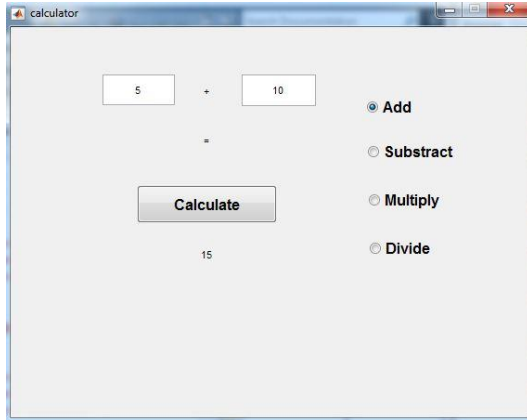 calculator
5 + 10
Add
=
Substract
Calculate
Multiply
15
Divide